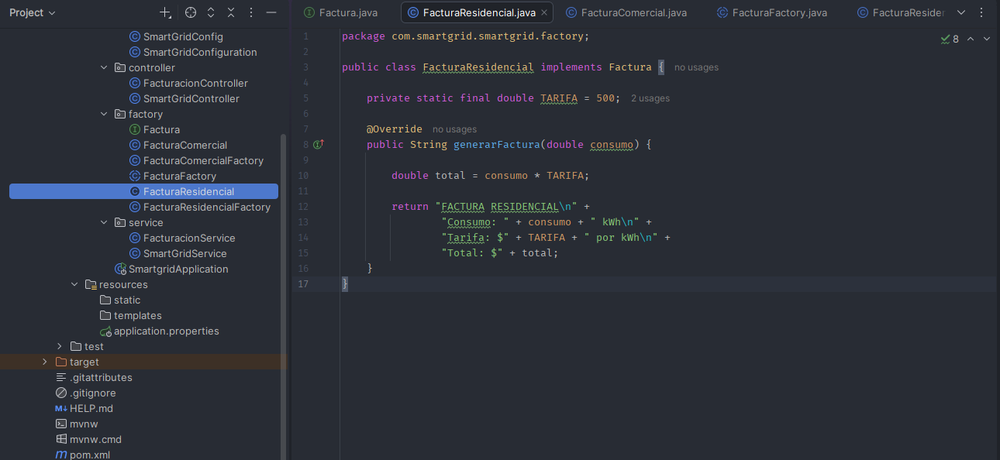 Project
SmartGridConfig
SmartGridConfiguration
controller
FacturacionController
SmartGridController
factory
Factura
FacturaComercial
FacturaComercialFactory
FacturaFactory
FacturaResidencial
FacturaResidencialFactory
service
FacturacionService
SmartGridService
SmartgridApplication
resources
static
templates
application.properties
test
target
.gitattributes
.gitignore
HELP.md
mvnw
mvnw.cmd
pom.xml
Factura.java FacturaResidencial.java FacturaComercial.java FacturaFactory.java FacturaResiden
8
1 package com.smartgrid.smartgrid.factory;
2
3 public class FacturaResidencial implements Factura { no usages
4
5 private static final double TARIFA = 500; 2 usages
6
7 @Override no usages
8 public String generarFactura(double consumo) {
9
10 double total = consumo * TARIFA;
11
12 return "FACTURA RESIDENCIAL\n" +
13 "Consumo: " + consumo + " kWh\n" +
14 "Tarifa: $" + TARIFA + " por kWh\n" +
15 "Total: $" + total;
16 }
17 }